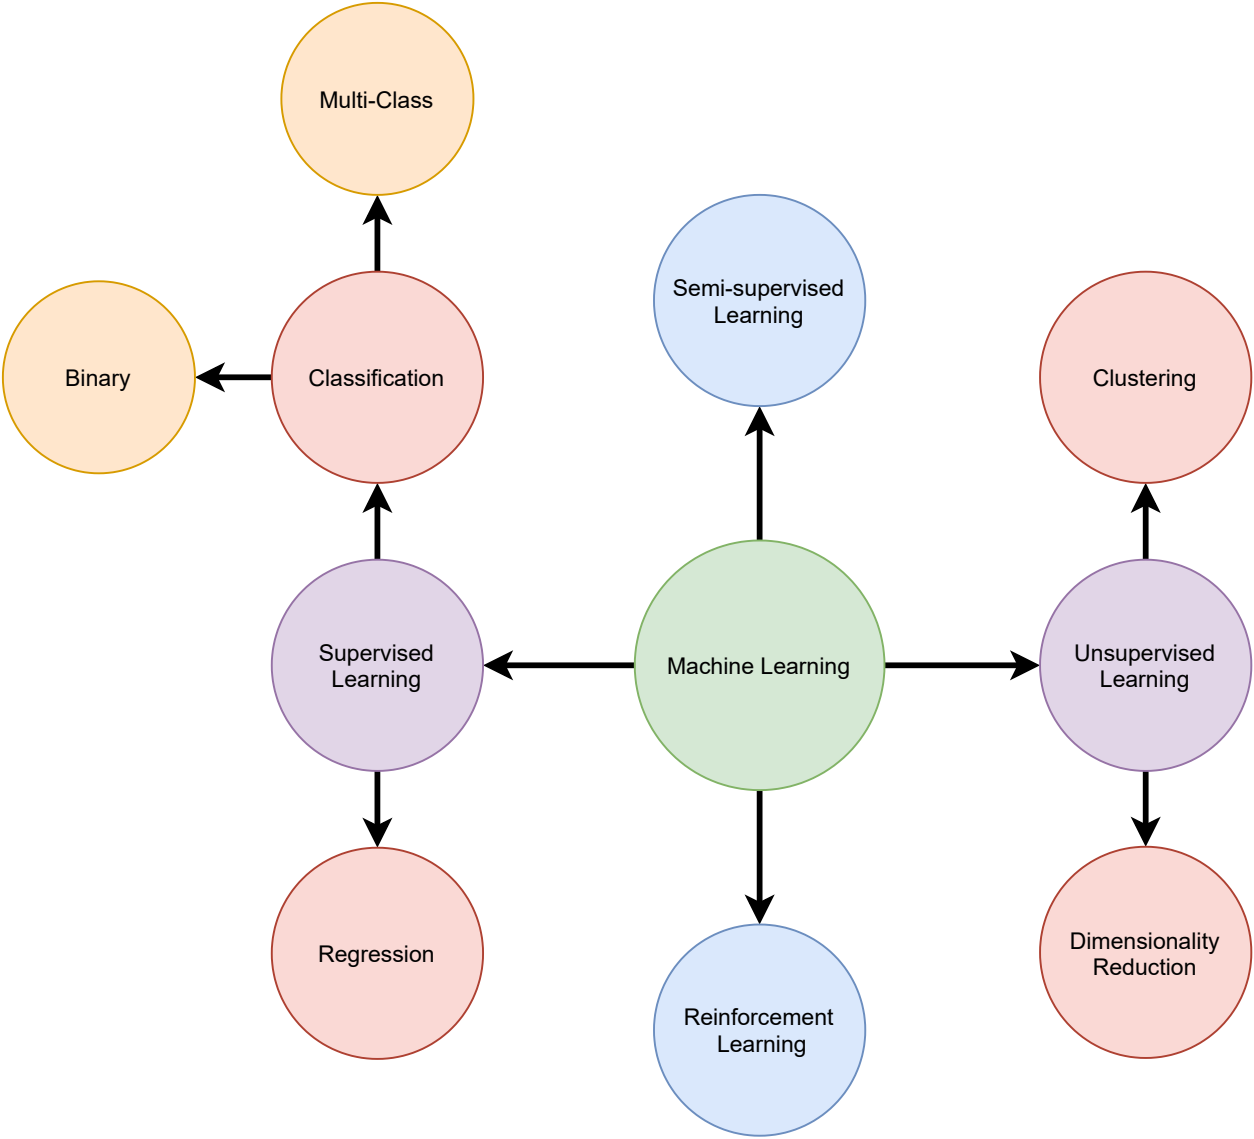 Multi-Class
Semi-supervised
Learning
Binary
Classification
Clustering
Supervised
Learning
Machine Learning
Unsupervised
Learning
Regression
Dimensionality
Reduction
Reinforcement
Learning